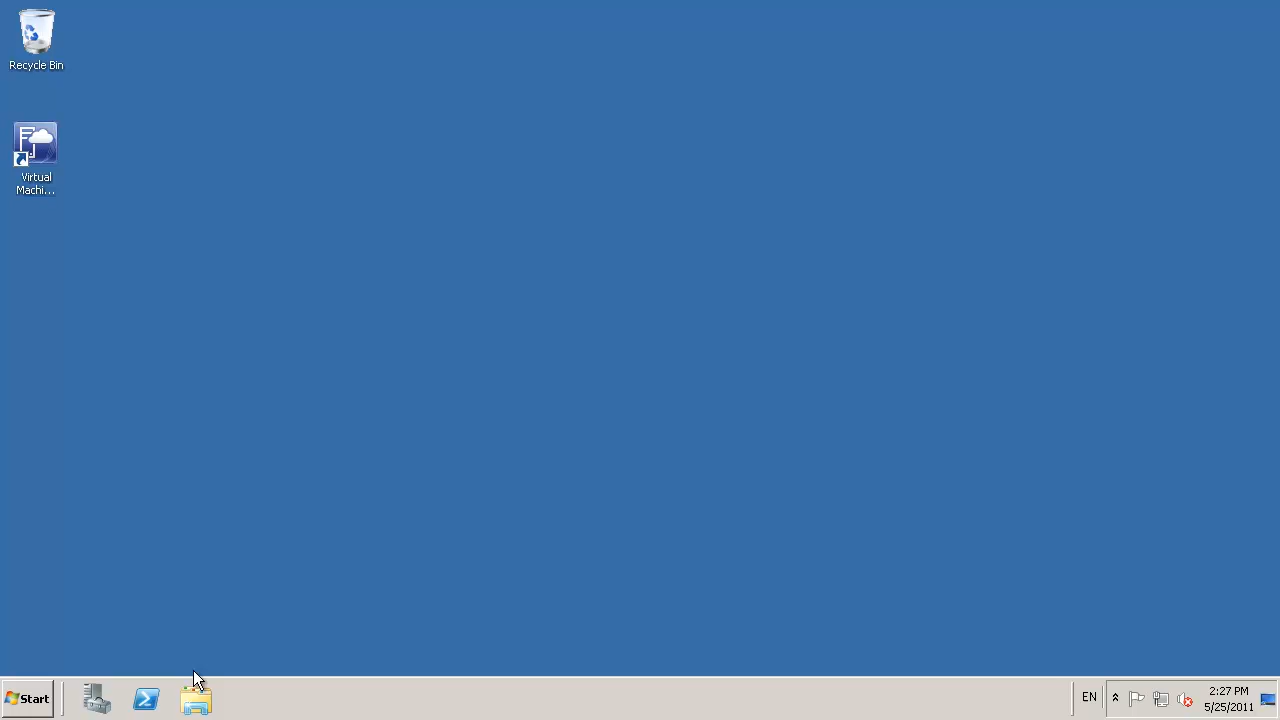 Recycle Bin
Virtual
Machi...
Start
EN
2:27 PM
5/25/2011